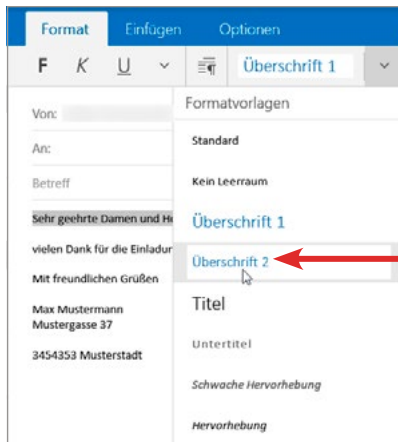 Format Einfügen Optionen
F K U Überschrift 1
Von:
An:
Betreff
Sehr geehrte Damen und
vielen Dank für die
Mit freundlichen Grüßen
Max Mustermann
Mustergasse 37
3454353 Musterstadt
Formatvorlagen
Standard
Kein Leerraum
Überschrift 1
Überschrift 2
Titel
Untertitel
Schwache Hervorhebung
Hervorhebung